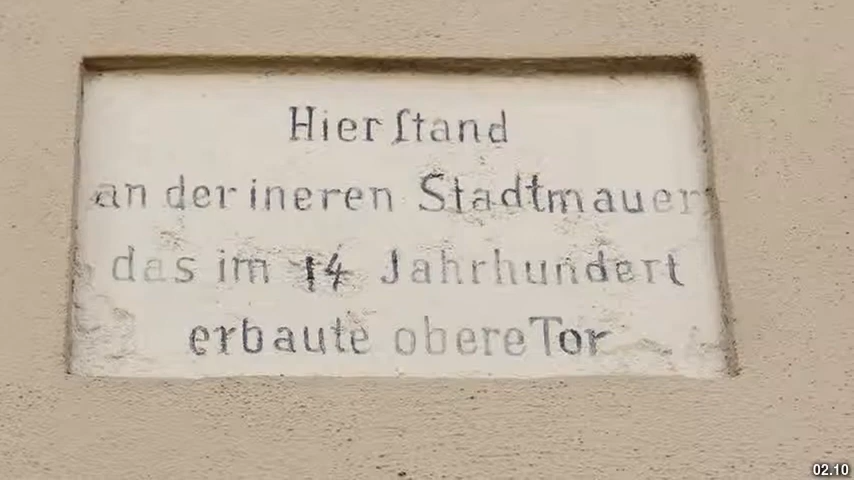 Hier ſtand
an der ineren Stadtmauer
das im 14 Jahrhundert
erbaute obere Tor
02.10